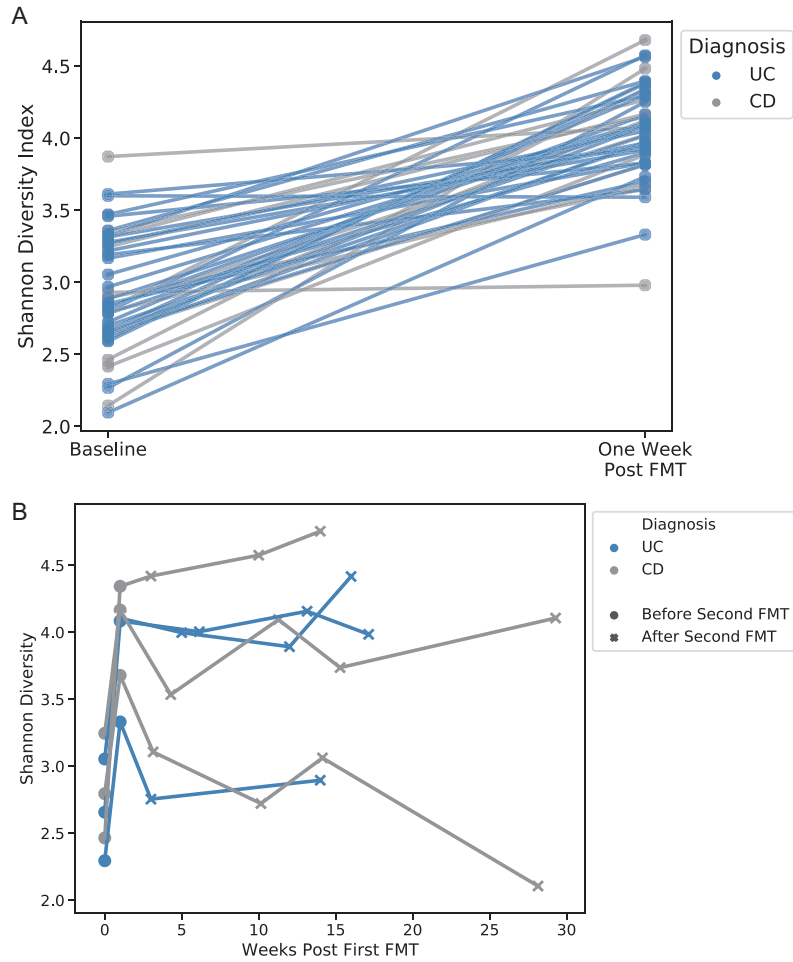 A
Diagnosis
UC
CD
Shannon Diversity Index
4.5
4.0
3.5
3.0
2.5
2.0
Baseline
One Week
Post FMT
B
Diagnosis
UC
CD
Before Second FMT
After Second FMT
Shannon Diversity
4.5
4.0
3.5
3.0
2.5
2.0
0 5 10 15 20 25 30
Weeks Post First FMT